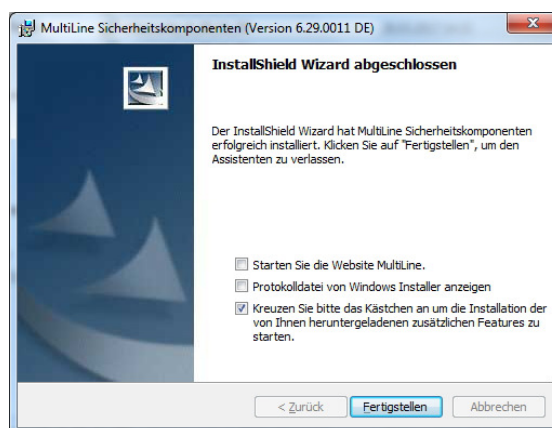 MultiLine Sicherheitskomponenten (Version 6.29.0011 DE)
InstallShield Wizard abgeschlossen
Der InstallShield Wizard hat MultiLine Sicherheitskomponenten
erfolgreich installiert. Klicken Sie auf "Fertigstellen", um den
Assistenten zu verlassen.
Starten Sie die Website MultiLine.
Protokolldatei von Windows Installer anzeigen
Kreuzen Sie bitte das Kästchen an um die Installation der
von Ihnen heruntergeladenen zusätzlichen Features zu
starten.
< Zurück
Fertigstellen
Abbrechen